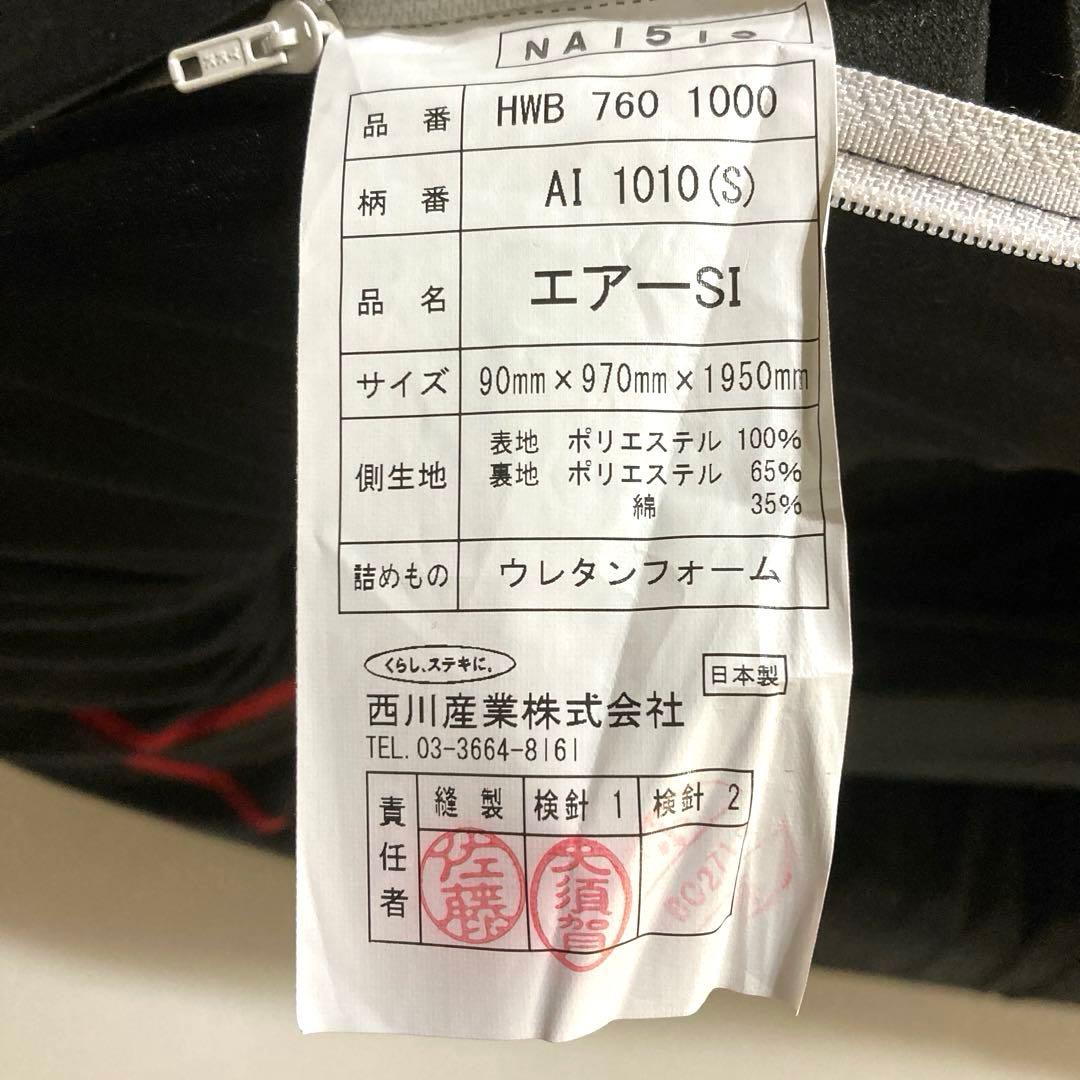 品番 HWB 760 1000
柄番 AI 1010(S)
品名 エアーSI
サイズ 90mm×970mm×1950mm
側生地 表地 ポリエステル 100%
裏地 ポリエステル 65%
綿 35%
詰めもの ウレタンフォーム
くらし、ステキに。
日本製
西川産業株式会社
TEL. 03-3664-8161
責任者 縫製 検針1 検針2
佐藤 大須賀